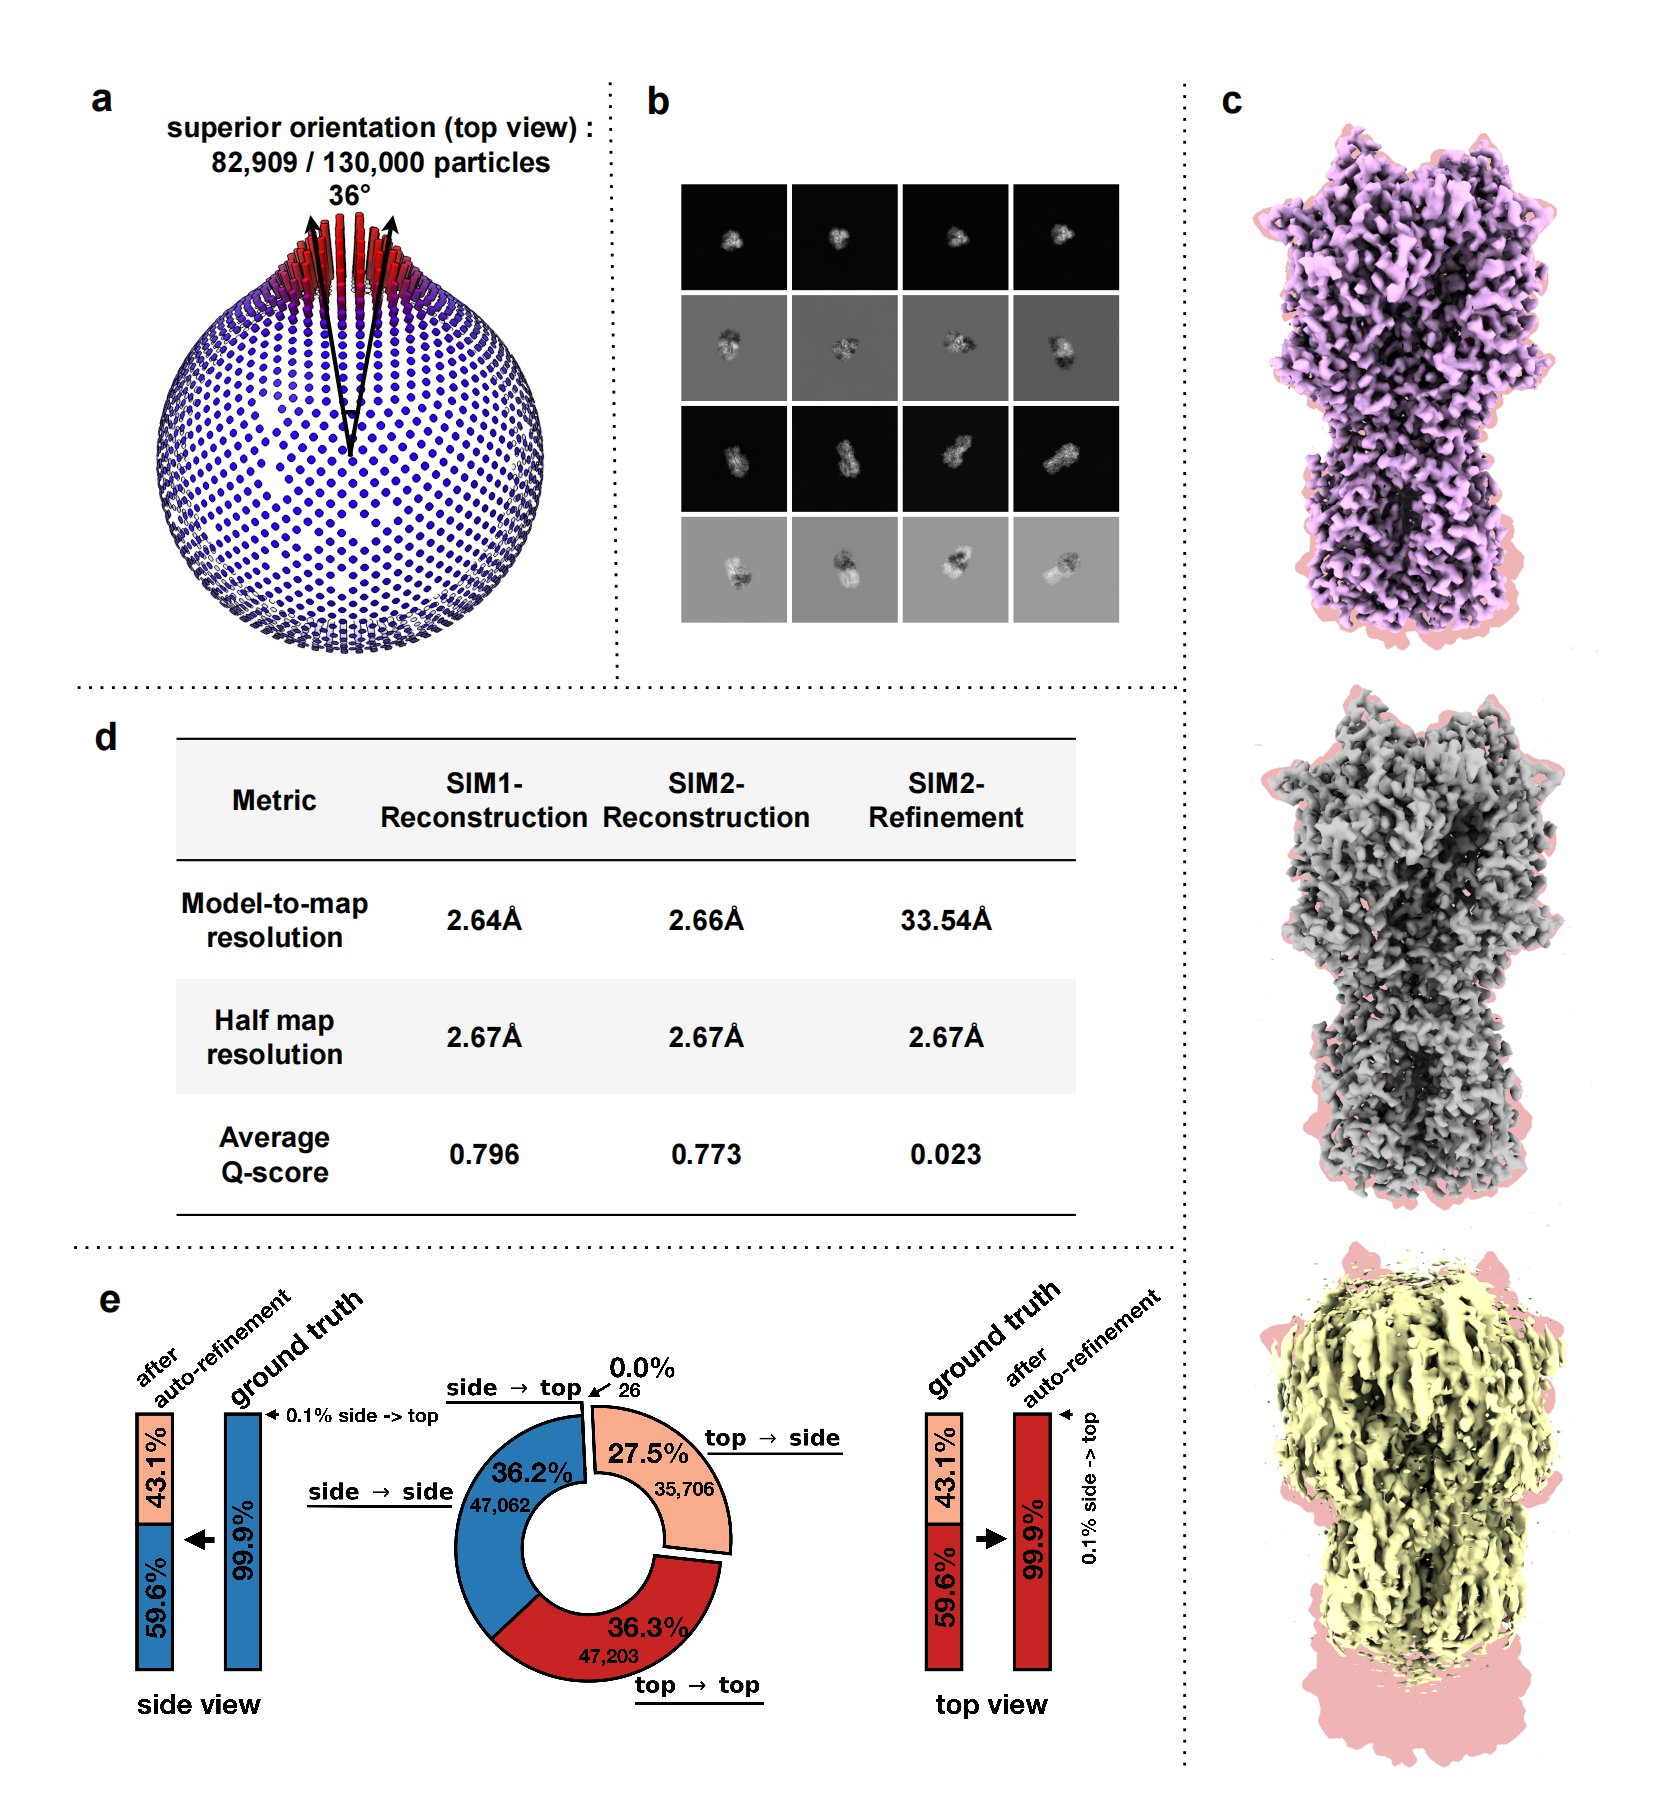 a
superior orientation (top view) :
82,909 / 130,000 particles
36°
b
c
d
Metric
SIM1-
Reconstruction
SIM2-
Reconstruction
SIM2-
Refinement
Model-to-map
resolution
2.64Å
2.66Å
33.54Å
Half map
resolution
2.67Å
2.67Å
2.67Å
Average
Q-score
0.796
0.773
0.023
e
after
auto-refinement
ground truth
0.1% side -> top
43.1%
59.6%
99.9%
side view
side → top
0.0%
26
top → side
27.5%
35,706
side → side
36.2%
47,062
36.3%
47,203
top → top
ground truth
after
auto-refinement
43.1%
59.6%
99.9%
0.1% side -> top
top view